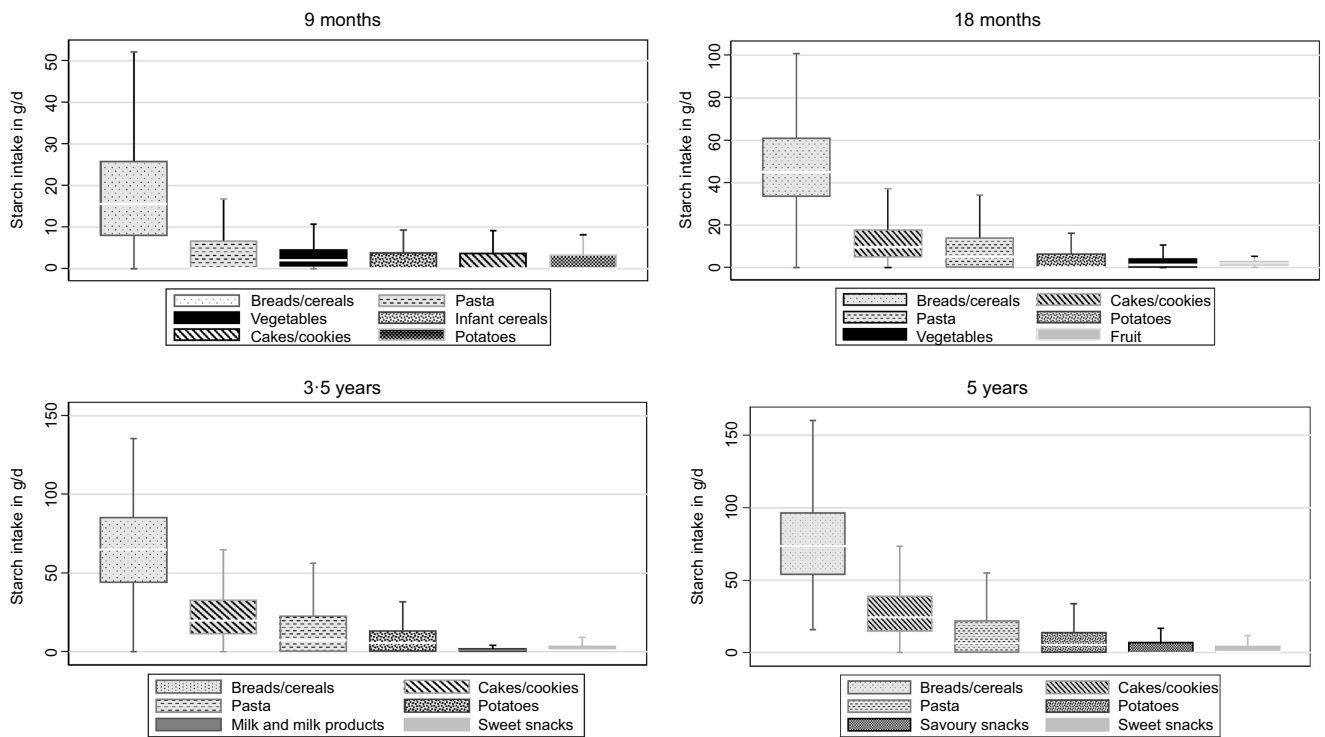 9 months
Starch intake in g/d
50
40
30
20
10
0
Breads/cereals
Pasta
Vegetables
Infant cereals
Cakes/cookies
Potatoes
18 months
Starch intake in g/d
100
80
60
40
20
0
Breads/cereals
Cakes/cookies
Pasta
Potatoes
Vegetables
Fruit
3·5 years
Starch intake in g/d
150
100
50
0
Breads/cereals
Cakes/cookies
Pasta
Potatoes
Milk and milk products
Sweet snacks
5 years
Starch intake in g/d
150
100
50
0
Breads/cereals
Cakes/cookies
Pasta
Potatoes
Savoury snacks
Sweet snacks